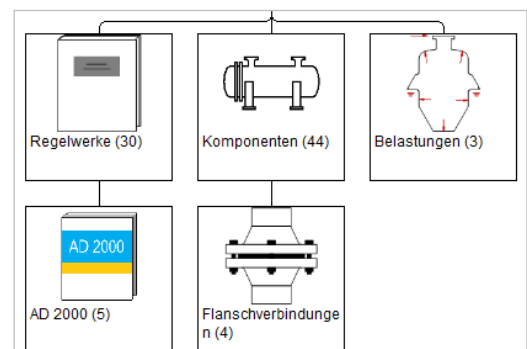 Regelwerke (30)
Komponenten (44)
Belastungen (3)
AD 2000
AD 2000 (5)
Flanschverbindunge
n (4)